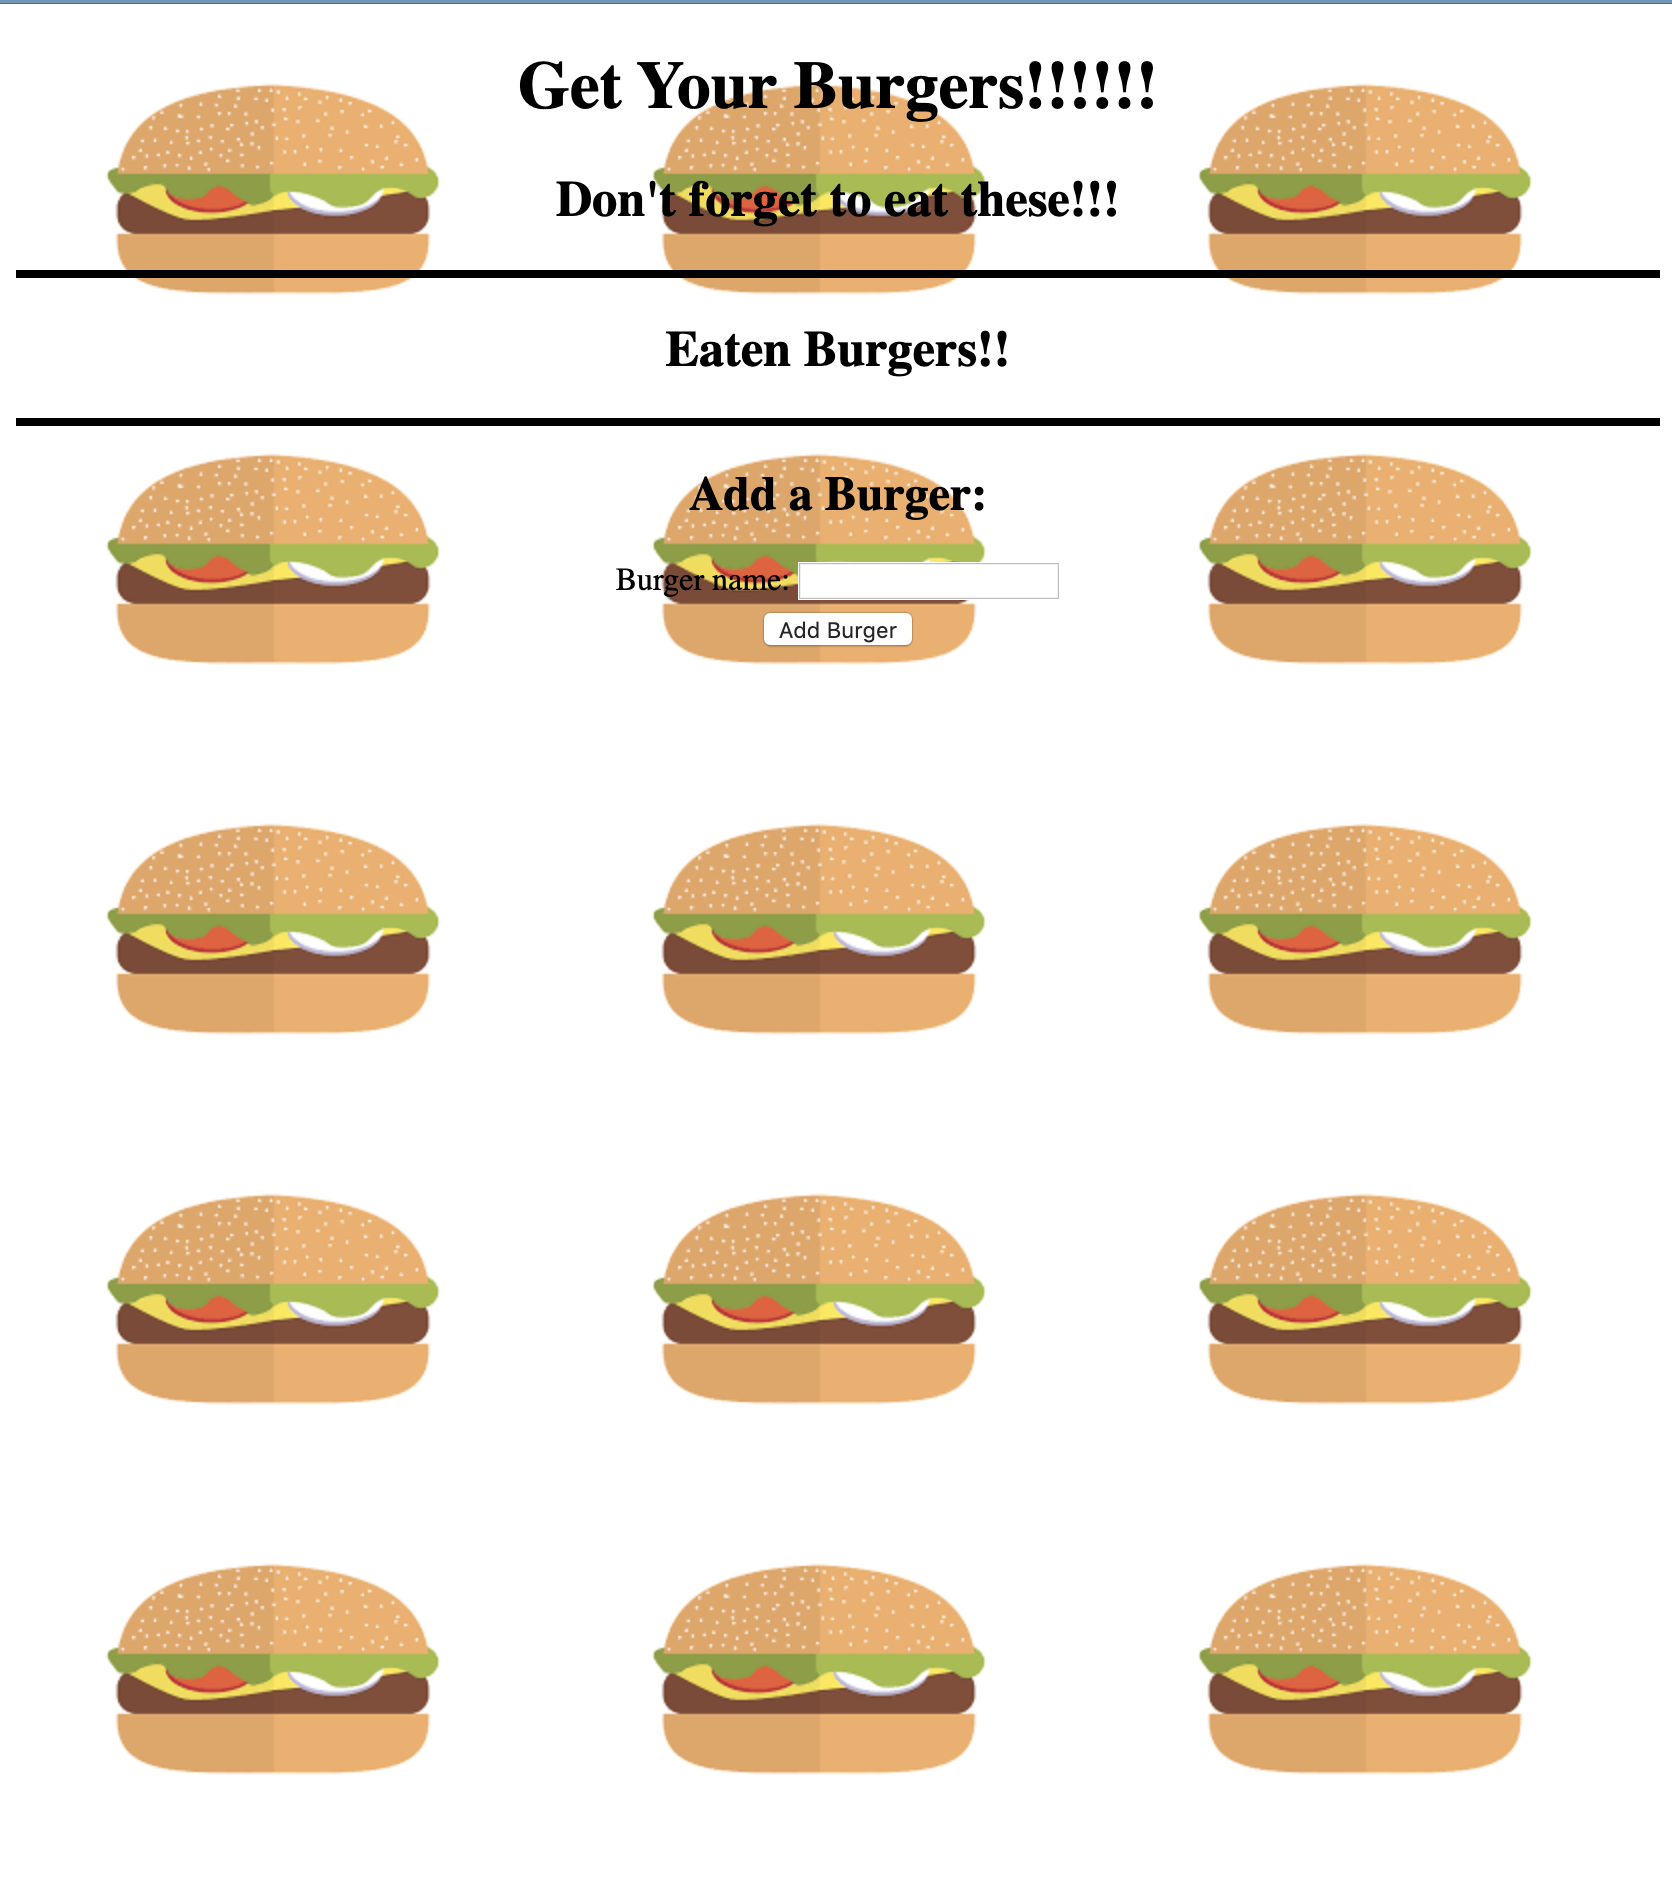 Get Your Burgers!!!!!!
Don't forget to eat these!!!
Eaten Burgers!!
Add a Burger:
Burger name:
Add Burger